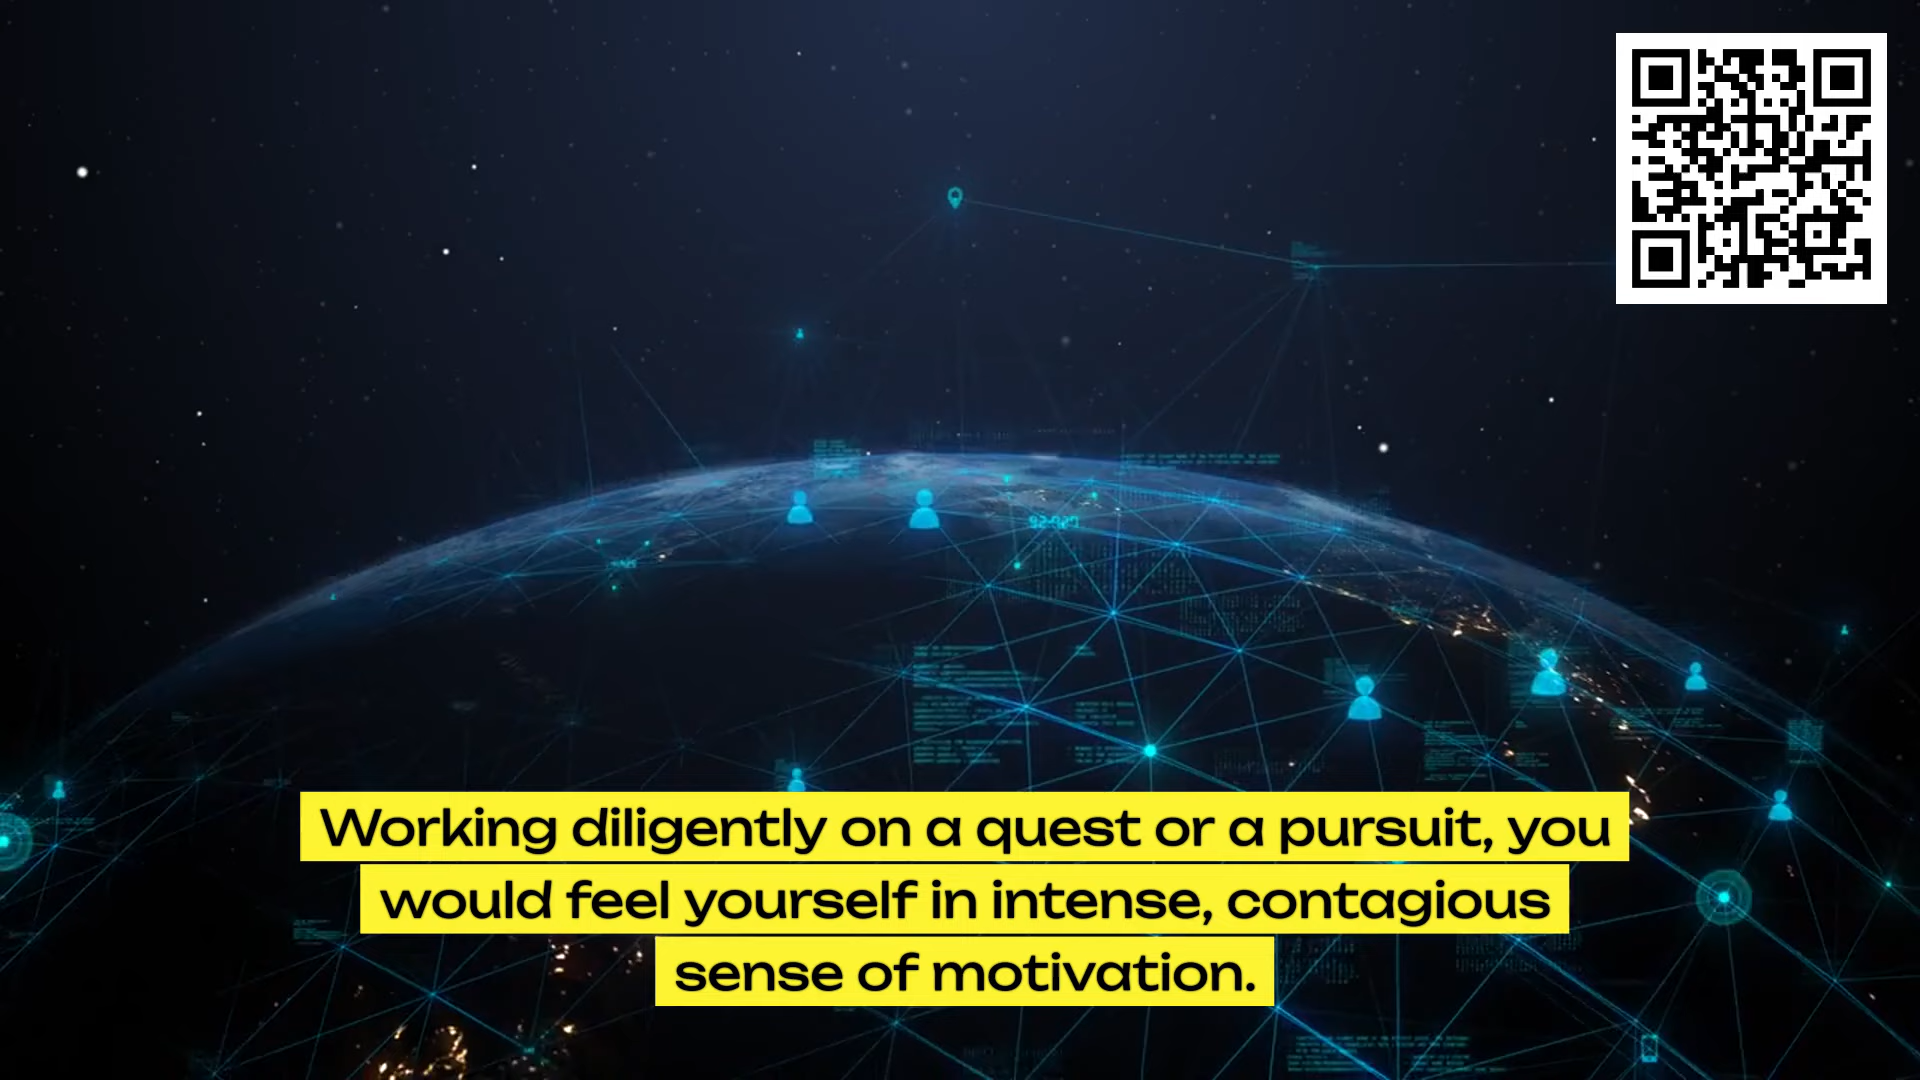 Working diligently on a quest or a pursuit, you
would feel yourself in intense, contagious
sense of motivation.